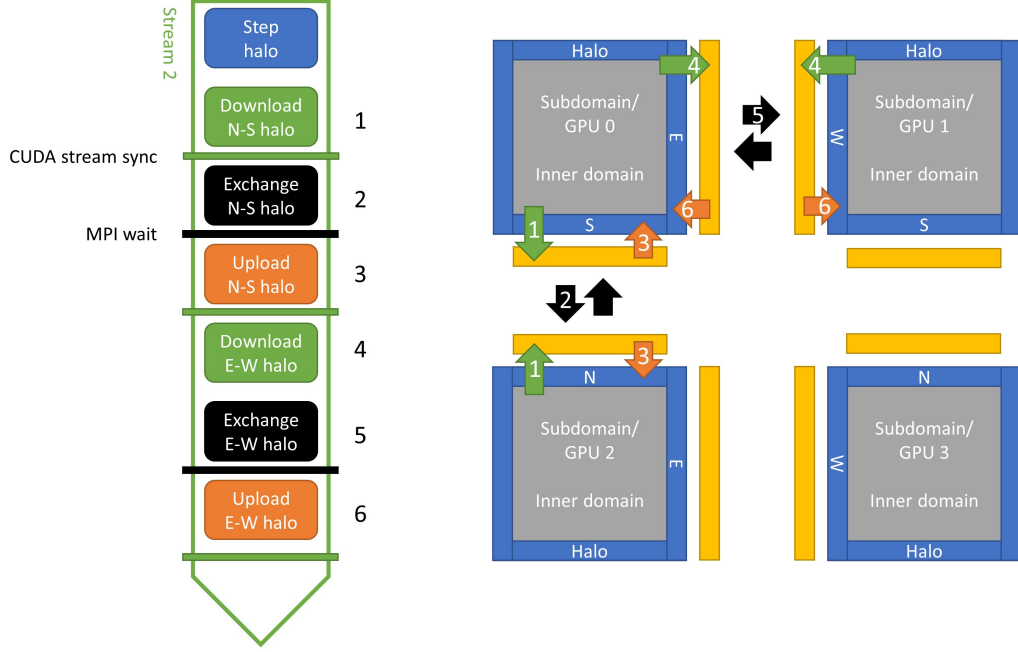 Stream 2
Step
halo
Download
N-S halo
1
CUDA stream sync
Exchange
N-S halo
2
MPI wait
Upload
N-S halo
3
Download
E-W halo
4
Exchange
E-W halo
5
Upload
E-W halo
6
Halo
4
Subdomain/
GPU 0
E
Inner domain
6
S
1
3
5
Halo
4
Subdomain/
GPU 1
W
Inner domain
6
S
2
1
3
N
Subdomain/
GPU 2
E
Inner domain
Halo
N
Subdomain/
GPU 3
W
Inner domain
Halo